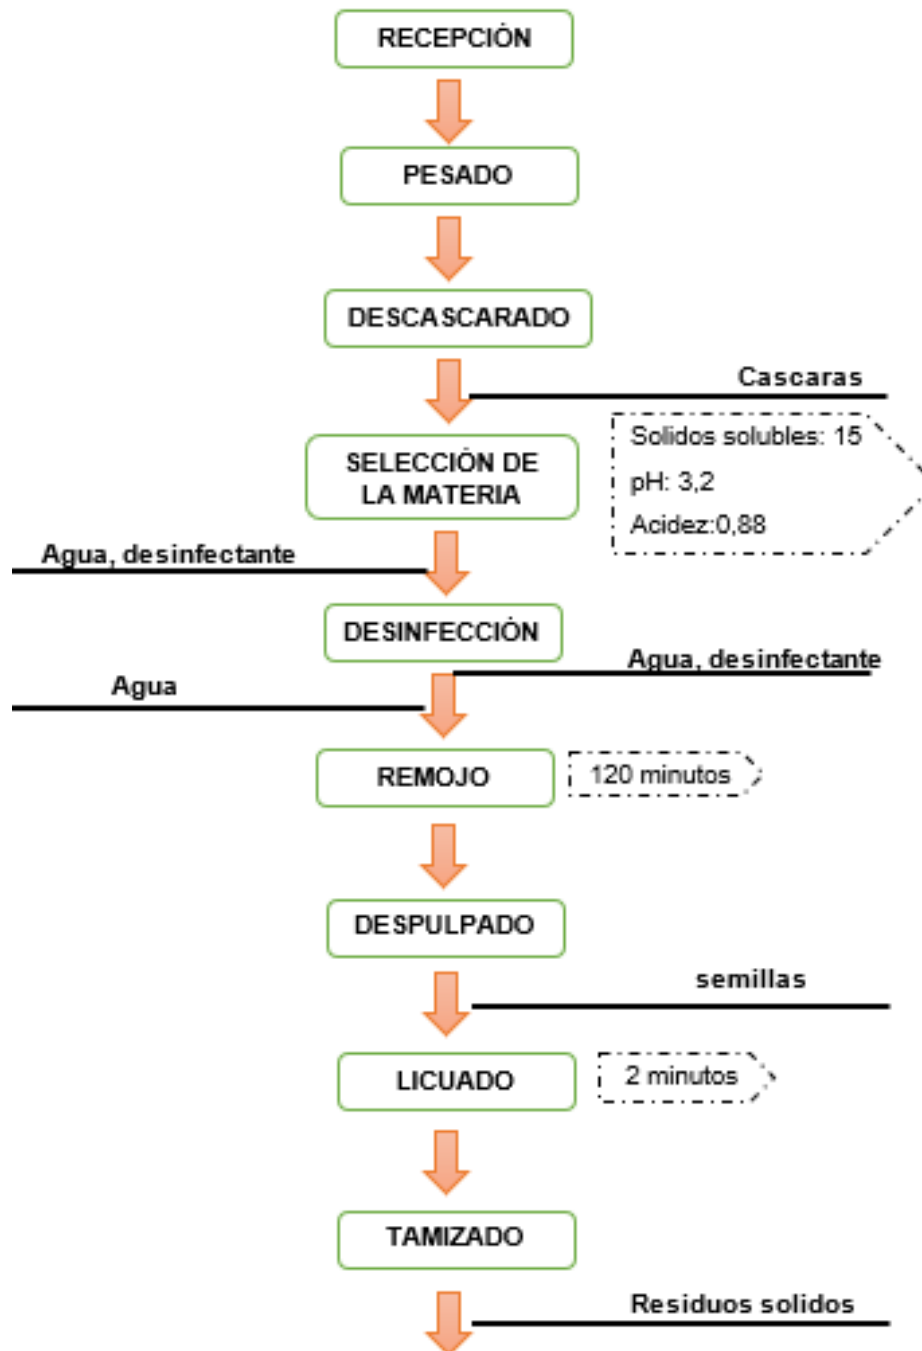 RECEPCIÓN
PESADO
DESCASCARADO
Cascaras
Solidos solubles: 15
pH: 3,2
Acidez:0,88
SELECCIÓN DE
LA MATERIA
Agua, desinfectante
DESINFECCIÓN
Agua, desinfectante
Agua
REMOJO
120 minutos
DESPULPADO
semillas
LICUADO
2 minutos
TAMIZADO
Residuos solidos